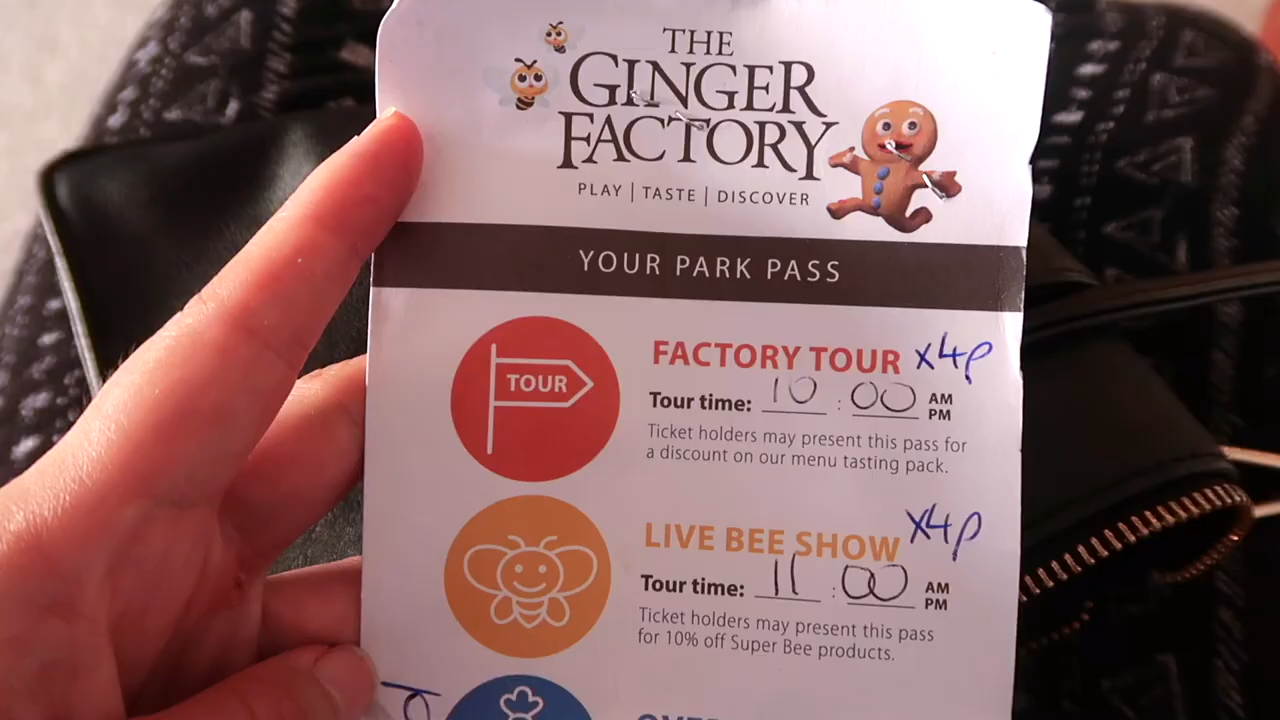 THE
GINGER
FACTORY
PLAY | TASTE | DISCOVER
YOUR PARK PASS
TOUR
FACTORY TOUR x4p
Tour time: 10 : 00 AM PM
Ticket holders may present this pass for
a discount on our menu tasting pack.
LIVE BEE SHOW x4p
Tour time: 11 : 00 AM PM
Ticket holders may present this pass
for 10% off Super Bee products.